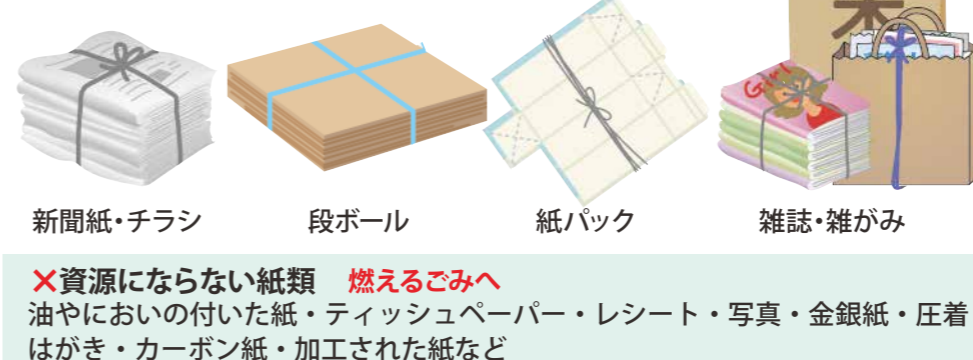 Girl
新聞紙・チラシ
段ボール
紙パック
雑誌・雑がみ
×資源にならない紙類　燃えるごみへ
油やにおいの付いた紙・ティッシュペーパー・レシート・写真・金銀紙・圧着
はがき・カーボン紙・加工された紙など